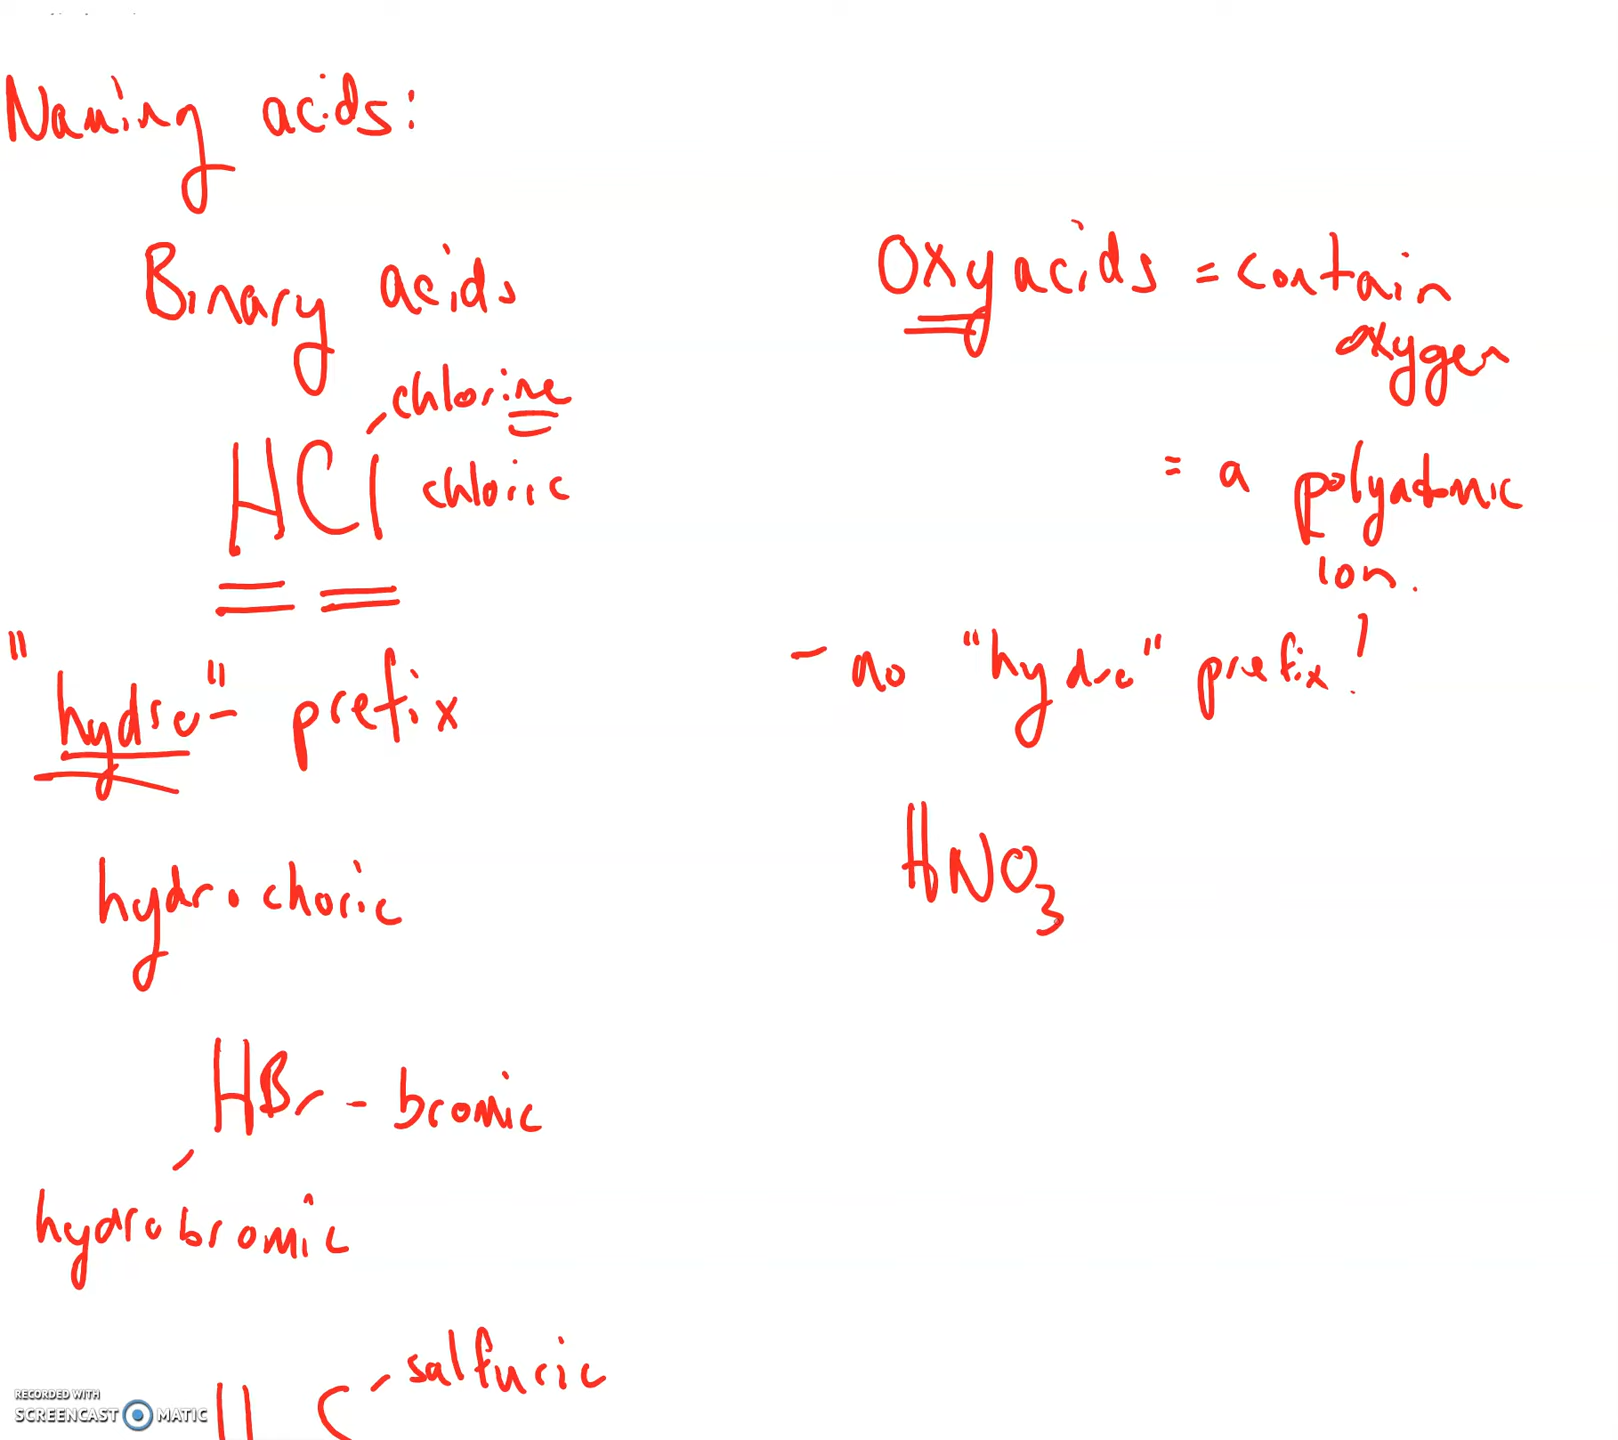 Naming acids:
Binary acids
chlorine
HCl chloric
"hydro"- prefix
hydrochoric
HBr - bromic
hydrobromic
salfuric
Oxyacids = contain
oxygen
= a polyatomic
ion.
- no "hydro" prefix!
HNO3
RECORDED WITH
SCREENCAST MATIC